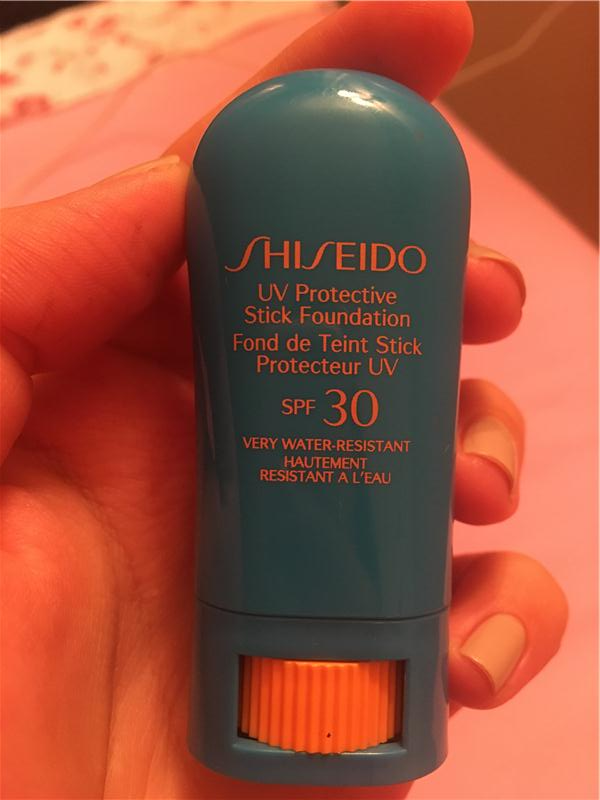 SHISEIDO
UV Protective
Stick Foundation
Fond de Teint Stick
Protecteur UV
SPF 30
VERY WATER-RESISTANT
HAUTEMENT
RESISTANT A L'EAU